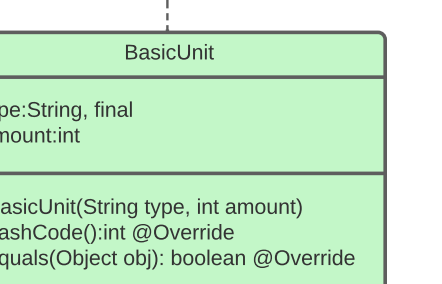 BasicUnit
pe:String, final
mount:int
asicUnit(String type, int amount)
ashCode():int @Override
quals(Object obj): boolean @Override